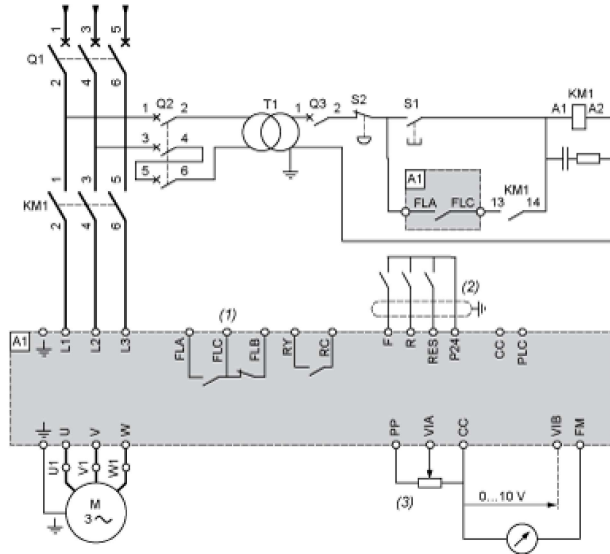 1 3 5
Q1
2 4 6
1 Q2 2 T1 1 Q3 2 S2 S1 KM1
A1 A2
3 4
5 6
A1
FLA FLC
KM1
13 14
1 3 5
KM1
2 4 6
(1) (2)
A1
L1 L2 L3 FLA FLC FLB RY RC F R RES P24 CC PLC
U V W PP VIA CC VIB FM
U1 V1 W1
M
3
(3)
0...10 V